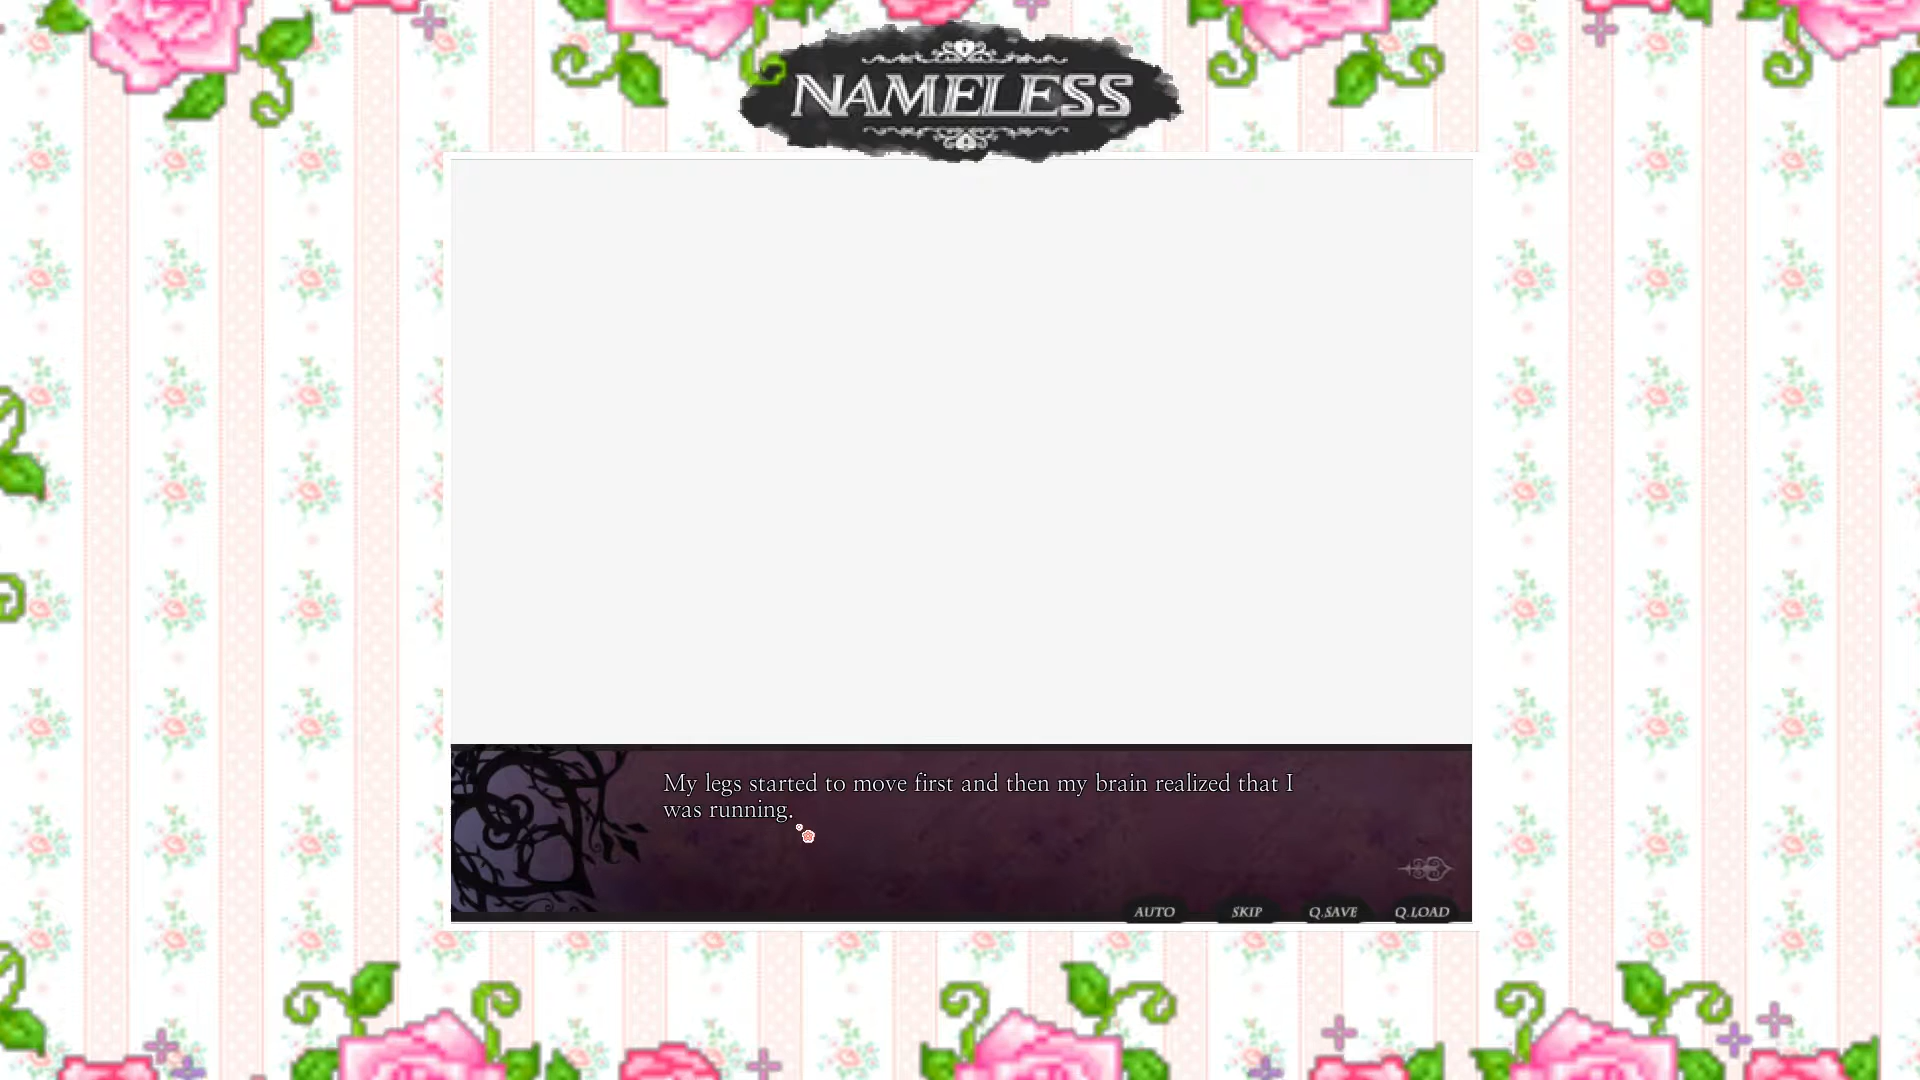 NAMELESS
My legs started to move first and then my brain realized that I
was running.
AUTO SKIP Q.SAVE Q.LOAD